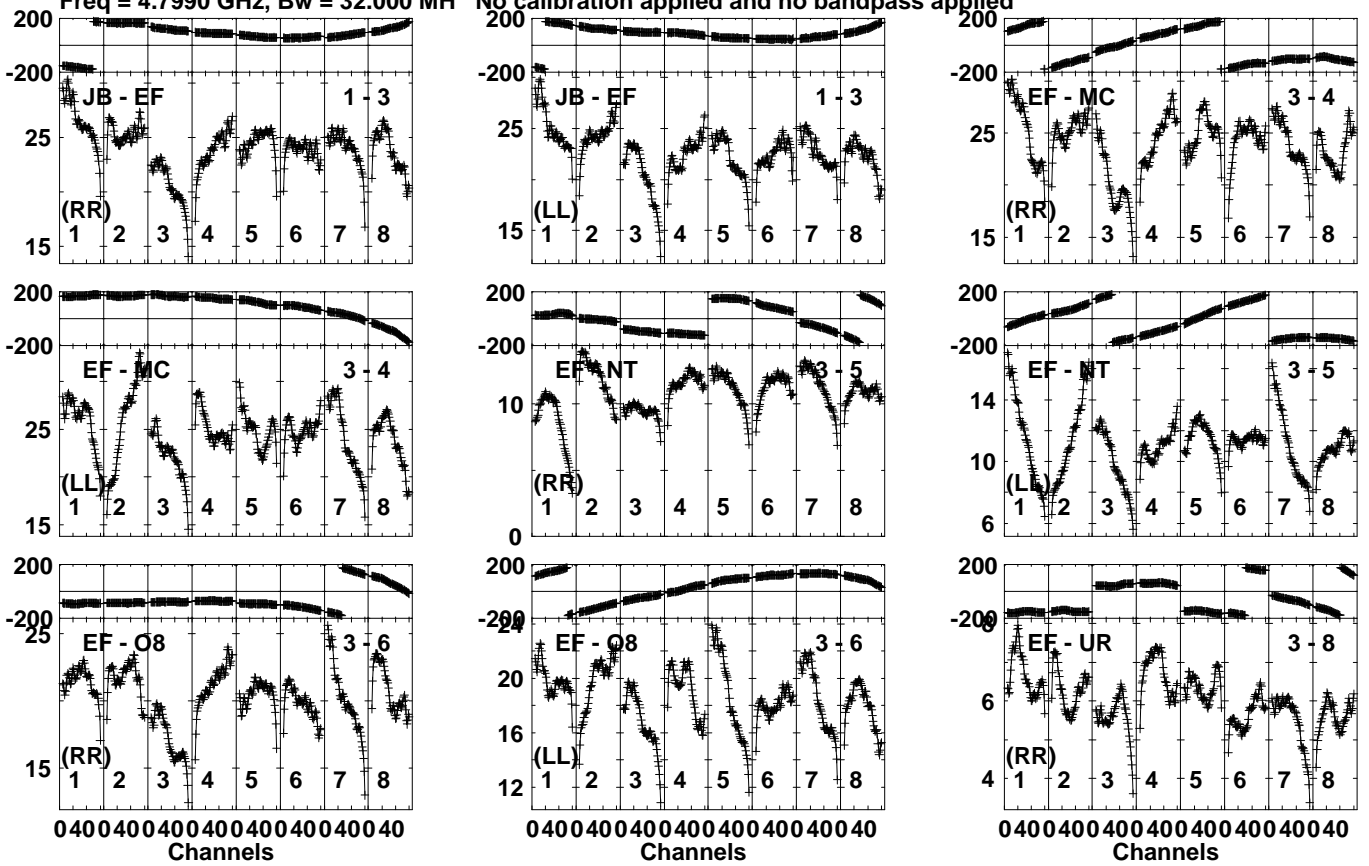 Freq = 4.7990 GHz, Bw = 32.000 MH No calibration applied and no bandpass applied
200 200 200
-200 -200 -200
JB - EF 1 - 3 JB - EF 1 - 3 EF - MC 3 - 4
25 25 25
(RR) (LL) (RR)
1 2 3 4 5 6 7 8 1 2 3 4 5 6 7 8 1 2 3 4 5 6 7 8
15 15 15
200 200 200
-200 -200 -200
EF - MC 3 - 4 EF - NT 3 - 5 EF - NT 3 - 5
25 10 14
10
(LL) (RR) (LL)
1 2 3 4 5 6 7 8 1 2 3 4 5 6 7 8 1 2 3 4 5 6 7 8
15 0 6
200 200 200
-200 -200 -200
25 24 8
EF - O8 3 - 6 EF - O8 3 - 6 EF - UR 3 - 8
20 6
16
(RR) (LL) (RR)
15 12 4
1 2 3 4 5 6 7 8 1 2 3 4 5 6 7 8 1 2 3 4 5 6 7 8
0 40 0 40 0 40 0 40 0 40 0 40 0 40 0 40 0 40 0 40 0 40 0 40 0 40 0 40 0 40 0 40 0 40 0 40 0 40 0 40 0 40 0 40 0 40 0 40
Channels Channels Channels